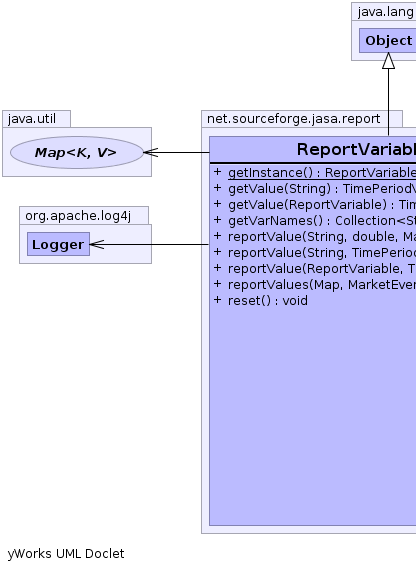 java.lang
Object
java.util
Map<K, V>
net.sourceforge.jasa.report
org.apache.log4j
Logger
ReportVariabl
+ getInstance() : ReportVariable
+ getValue(String) : TimePeriodV
+ getValue(ReportVariable) : Tim
+ getVarNames() : Collection<St
+ reportValue(String, double, Ma
+ reportValue(String, TimePeriod
+ reportValue(ReportVariable, T
+ reportValues(Map, MarketEven
+ reset() : void
yWorks UML Doclet